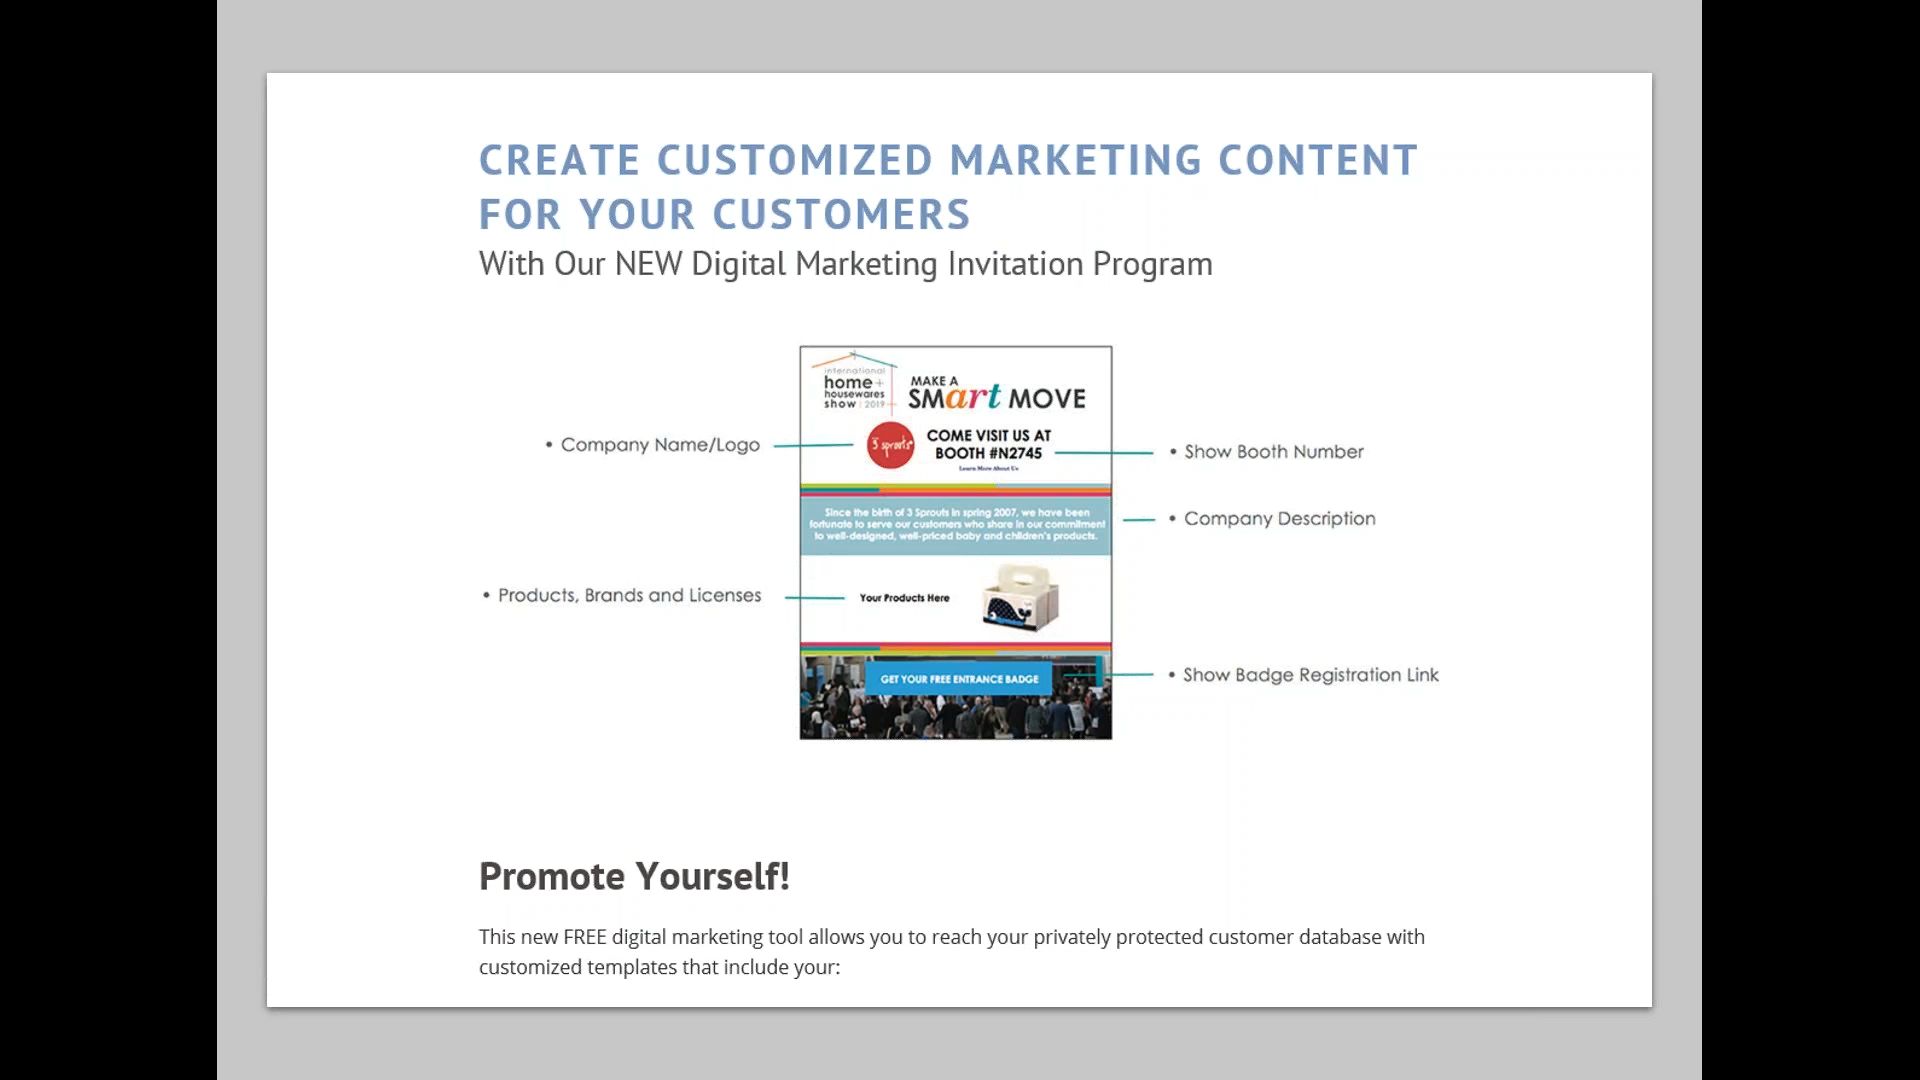 CREATE CUSTOMIZED MARKETING CONTENT
FOR YOUR CUSTOMERS
With Our NEW Digital Marketing Invitation Program
international
home+
housewares
show | 2019
MAKE A
SMart MOVE
• Company Name/Logo
3 sprouts
COME VISIT US AT
BOOTH #N2745
Learn More About Us
• Show Booth Number
Since the birth of 3 Sprouts in spring 2007, we have been
fortunate to serve our customers who share in our commitment
to well-designed, well-priced baby and children's products.
• Company Description
• Products, Brands and Licenses
Your Products Here
GET YOUR FREE ENTRANCE BADGE
• Show Badge Registration Link
Promote Yourself!
This new FREE digital marketing tool allows you to reach your privately protected customer database with
customized templates that include your: